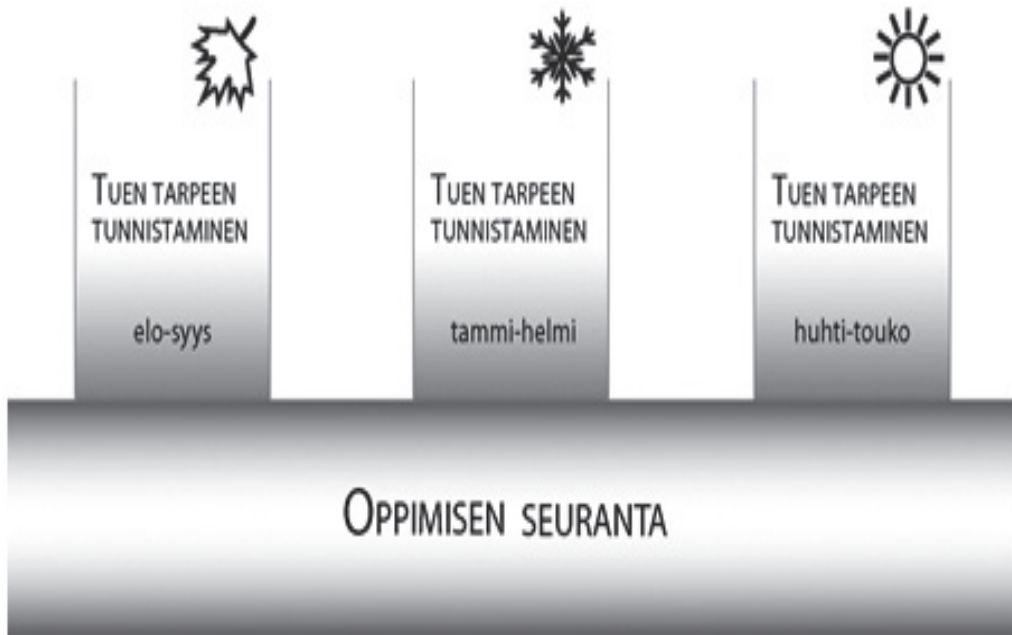 TUEN TARPEEN
TUNNISTAMINEN
elo-syys
TUEN TARPEEN
TUNNISTAMINEN
tammi-helmi
TUEN TARPEEN
TUNNISTAMINEN
huhti-touko
OPPIMISEN SEURANTA